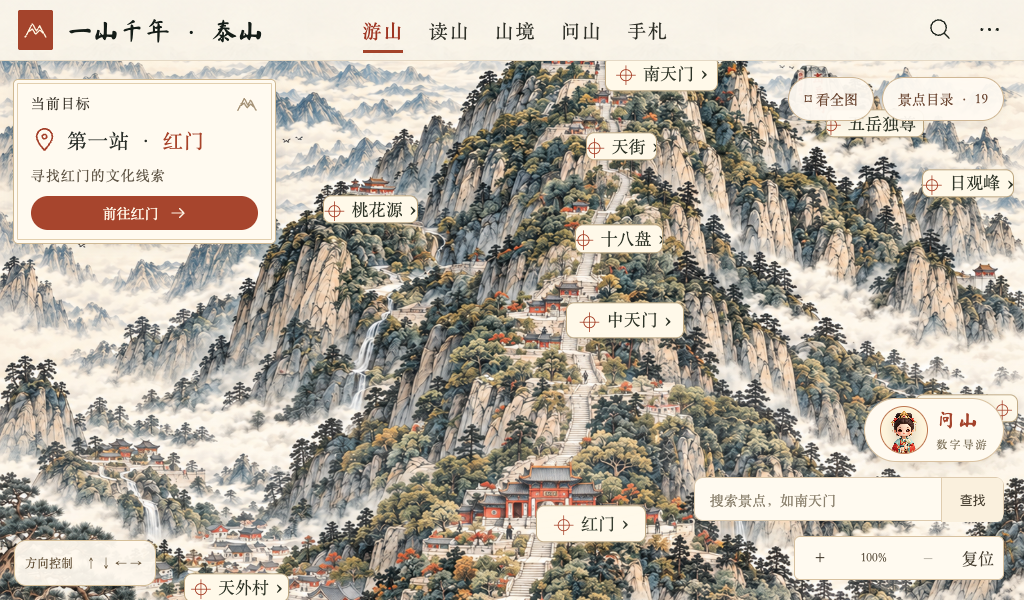 一山千年 · 泰山
游山 读山 山境 问山 手札
当前目标
第一站 · 红门
寻找红门的文化线索
前往红门 →
南天门 ›
看全图
景点目录 · 19
五岳独尊
天街 ›
日观峰 ›
桃花源 ›
十八盘 ›
中天门 ›
问山
数字导游
搜索景点，如南天门
查找
红门 ›
方向控制 ↑ ↓ ← →
+ 100% − 复位
天外村 ›